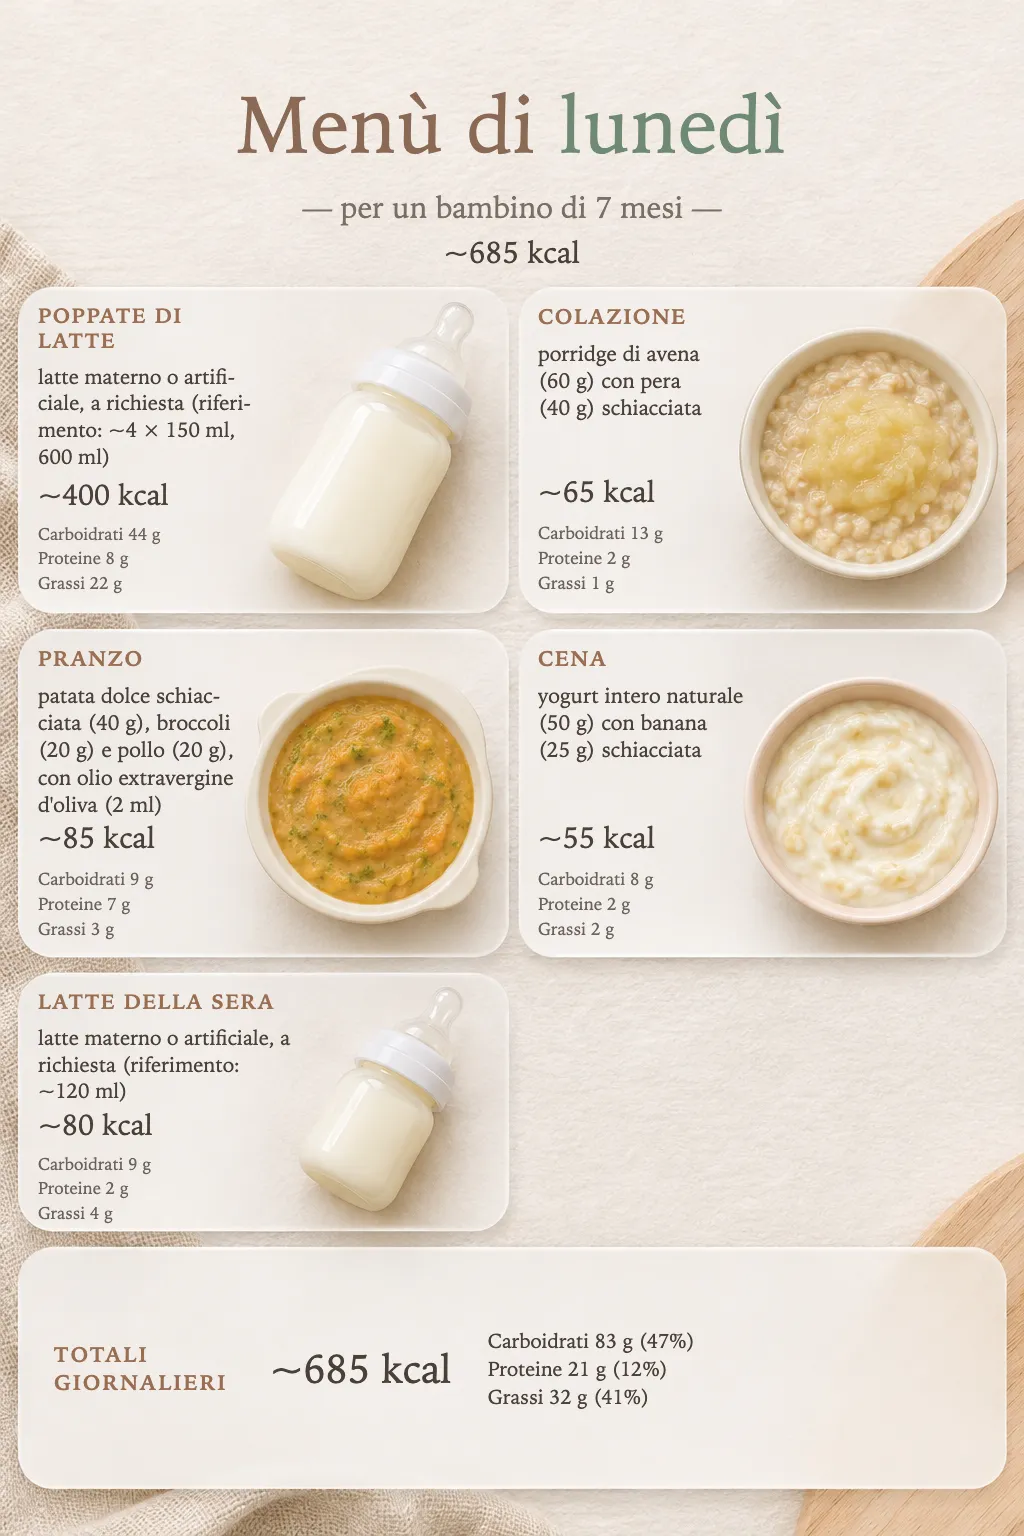 Menù di lunedì
— per un bambino di 7 mesi —
~685 kcal
POPPATE DI
LATTE
latte materno o artifi-
ciale, a richiesta (riferi-
mento: ~4 × 150 ml,
600 ml)
~400 kcal
Carboidrati 44 g
Proteine 8 g
Grassi 22 g
COLAZIONE
porridge di avena
(60 g) con pera
(40 g) schiacciata
~65 kcal
Carboidrati 13 g
Proteine 2 g
Grassi 1 g
PRANZO
patata dolce schiac-
ciata (40 g), broccoli
(20 g) e pollo (20 g),
con olio extravergine
d'oliva (2 ml)
~85 kcal
Carboidrati 9 g
Proteine 7 g
Grassi 3 g
CENA
yogurt intero naturale
(50 g) con banana
(25 g) schiacciata
~55 kcal
Carboidrati 8 g
Proteine 2 g
Grassi 2 g
LATTE DELLA SERA
latte materno o artificiale, a
richiesta (riferimento:
~120 ml)
~80 kcal
Carboidrati 9 g
Proteine 2 g
Grassi 4 g
TOTALI
GIORNALIERI
~685 kcal
Carboidrati 83 g (47%)
Proteine 21 g (12%)
Grassi 32 g (41%)